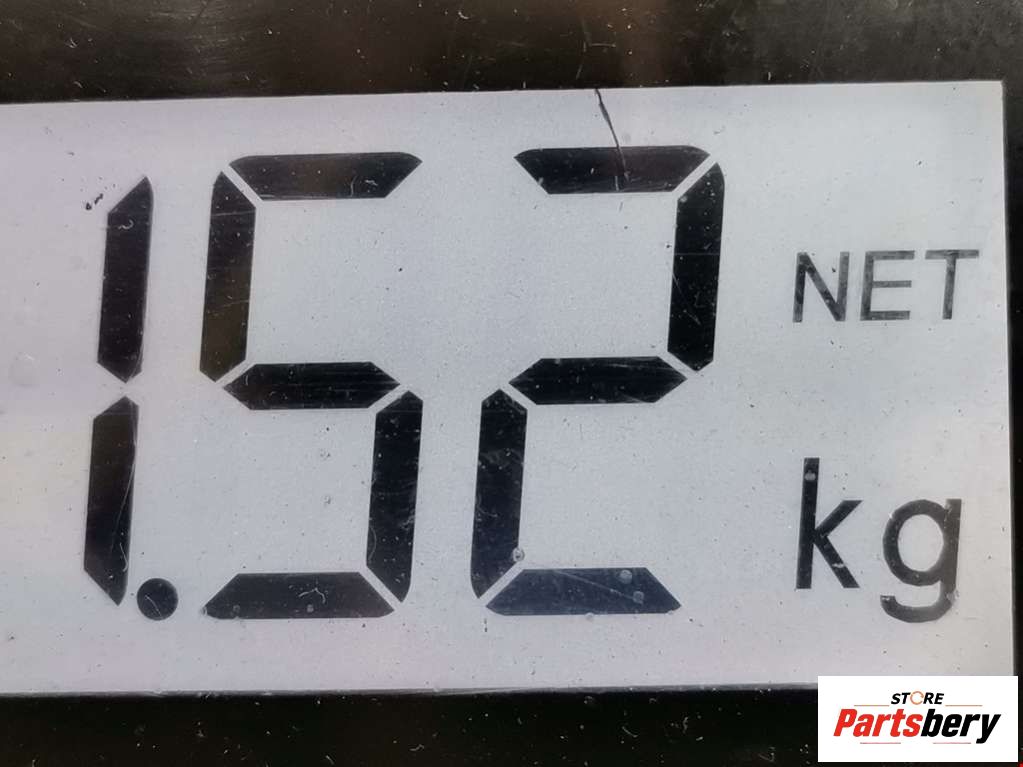 1.52
NET
kg
STORE
Partsbery